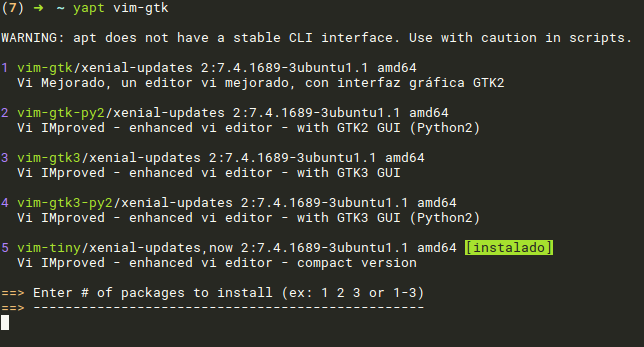 (7) ➜ ~ yapt vim-gtk
WARNING: apt does not have a stable CLI interface. Use with caution in scripts.
1 vim-gtk/xenial-updates 2:7.4.1689-3ubuntu1.1 amd64
Vi Mejorado, un editor vi mejorado, con interfaz gráfica GTK2
2 vim-gtk-py2/xenial-updates 2:7.4.1689-3ubuntu1.1 amd64
Vi IMproved - enhanced vi editor - with GTK2 GUI (Python2)
3 vim-gtk3/xenial-updates 2:7.4.1689-3ubuntu1.1 amd64
Vi IMproved - enhanced vi editor - with GTK3 GUI
4 vim-gtk3-py2/xenial-updates 2:7.4.1689-3ubuntu1.1 amd64
Vi IMproved - enhanced vi editor - with GTK3 GUI (Python2)
5 vim-tiny/xenial-updates,now 2:7.4.1689-3ubuntu1.1 amd64 [instalado]
Vi IMproved - enhanced vi editor - compact version
==> Enter # of packages to install (ex: 1 2 3 or 1-3)
==> -------------------------------------------------